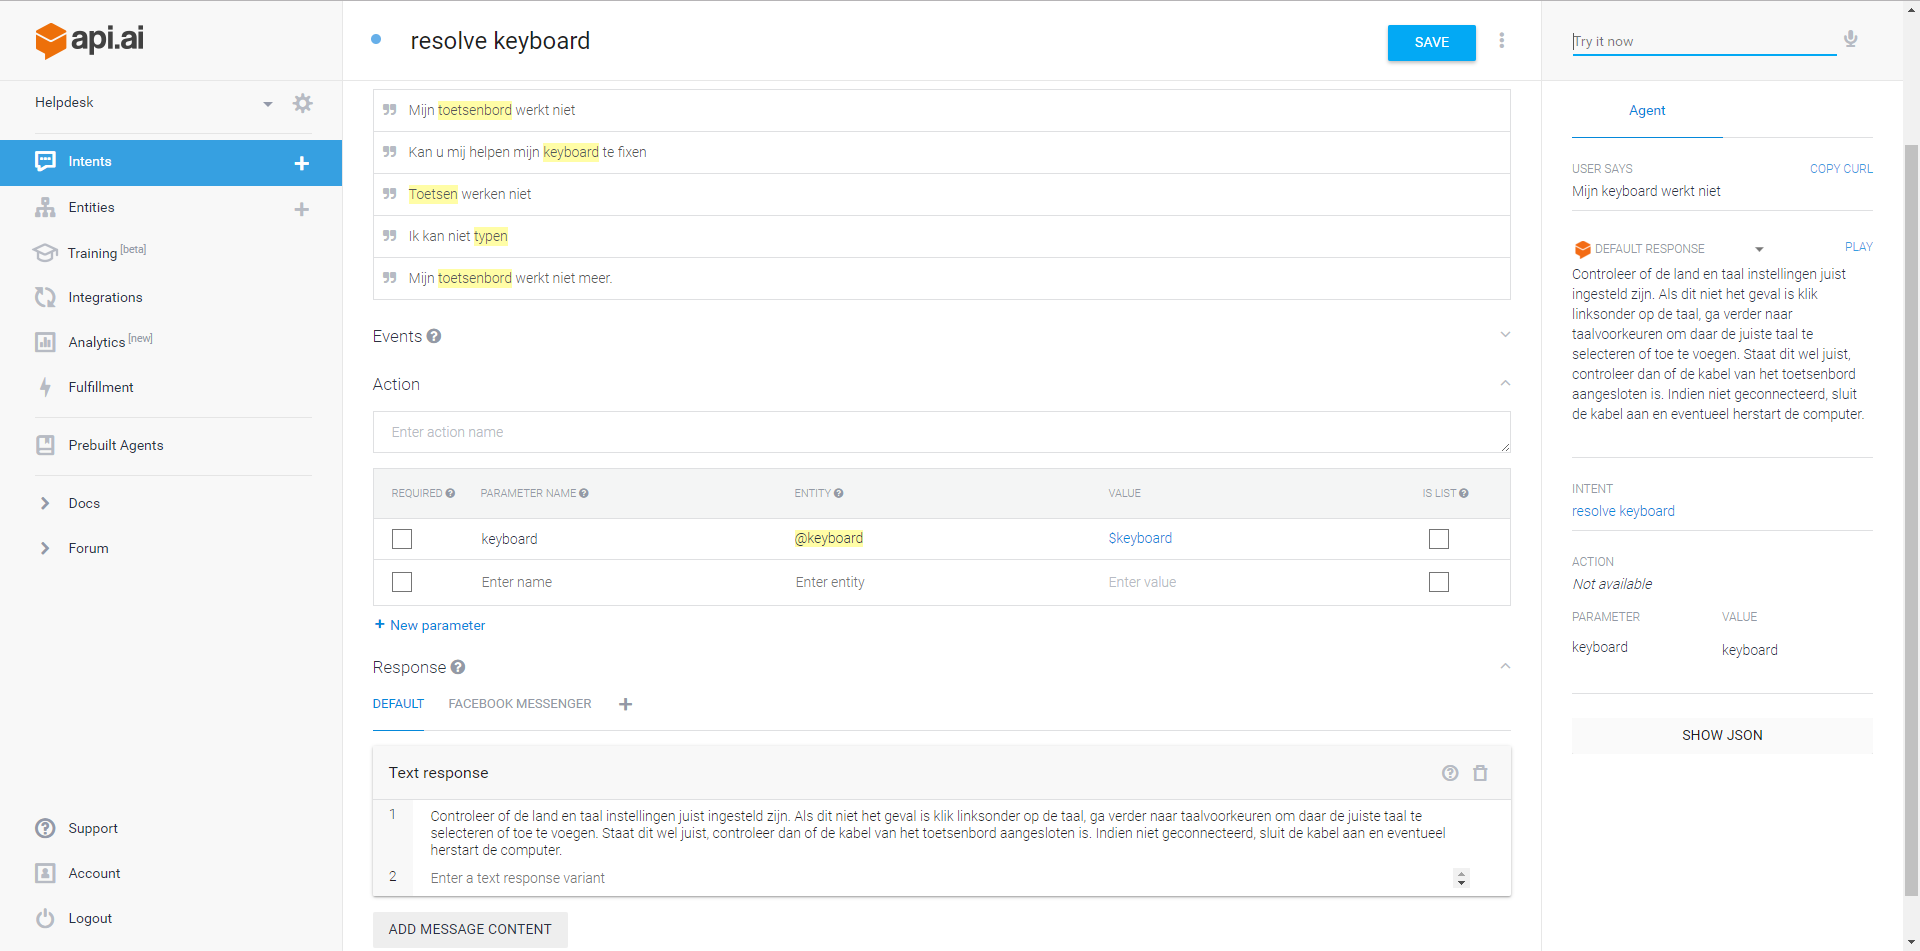 api.ai
Helpdesk
Intents
Entities
Training [beta]
Integrations
Analytics [new]
Fulfillment
Prebuilt Agents
Docs
Forum
Support
Account
Logout
resolve keyboard
SAVE
Mijn toetsenbord werkt niet
Kan u mij helpen mijn keyboard te fixen
Toetsen werken niet
Ik kan niet typen
Mijn toetsenbord werkt niet meer.
Events
Action
Enter action name
REQUIRED PARAMETER NAME ENTITY VALUE IS LIST
keyboard @keyboard $keyboard
Enter name Enter entity Enter value
+ New parameter
Response
DEFAULT FACEBOOK MESSENGER +
Text response
1 Controleer of de land en taal instellingen juist ingesteld zijn. Als dit niet het geval is klik linksonder op de taal, ga verder naar taalvoorkeuren om daar de juiste taal te
selecteren of toe te voegen. Staat dit wel juist, controleer dan of de kabel van het toetsenbord aangesloten is. Indien niet geconnecteerd, sluit de kabel aan en eventueel
herstart de computer.
2 Enter a text response variant
ADD MESSAGE CONTENT
Try it now
Agent
USER SAYS COPY CURL
Mijn keyboard werkt niet
DEFAULT RESPONSE PLAY
Controleer of de land en taal instellingen juist
ingesteld zijn. Als dit niet het geval is klik
linksonder op de taal, ga verder naar
taalvoorkeuren om daar de juiste taal te
selecteren of toe te voegen. Staat dit wel juist,
controleer dan of de kabel van het toetsenbord
aangesloten is. Indien niet geconnecteerd, sluit
de kabel aan en eventueel herstart de computer.
INTENT
resolve keyboard
ACTION
Not available
PARAMETER VALUE
keyboard keyboard
SHOW JSON